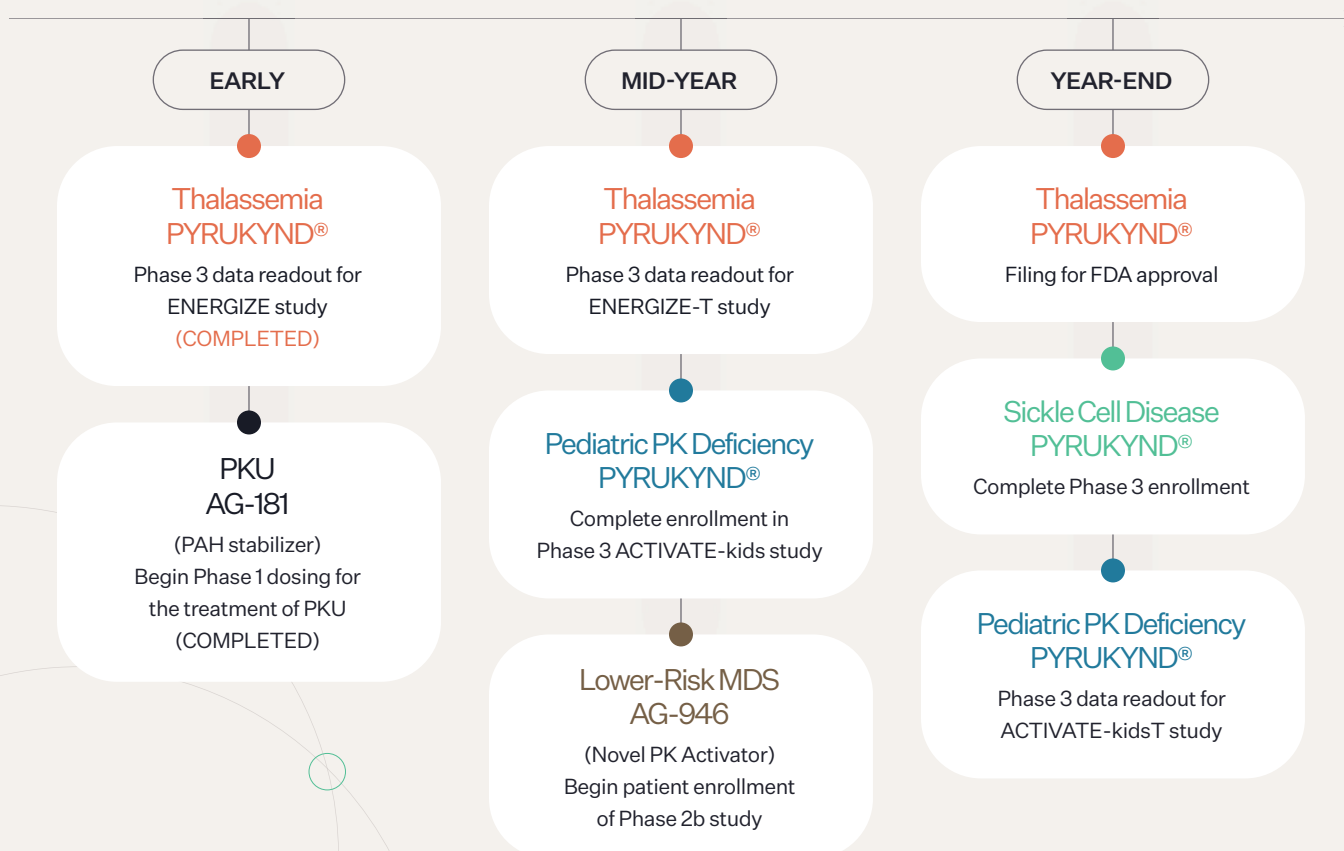 EARLY
Thalassemia
PYRUKYND®
Phase 3 data readout for
ENERGIZE study
(COMPLETED)
PKU
AG-181
(PAH stabilizer)
Begin Phase 1 dosing for
the treatment of PKU
(COMPLETED)
MID-YEAR
Thalassemia
PYRUKYND®
Phase 3 data readout for
ENERGIZE-T study
Pediatric PK Deficiency
PYRUKYND®
Complete enrollment in
Phase 3 ACTIVATE-kids study
Lower-Risk MDS
AG-946
(Novel PK Activator)
Begin patient enrollment
of Phase 2b study
YEAR-END
Thalassemia
PYRUKYND®
Filing for FDA approval
Sickle Cell Disease
PYRUKYND®
Complete Phase 3 enrollment
Pediatric PK Deficiency
PYRUKYND®
Phase 3 data readout for
ACTIVATE-kidsT study